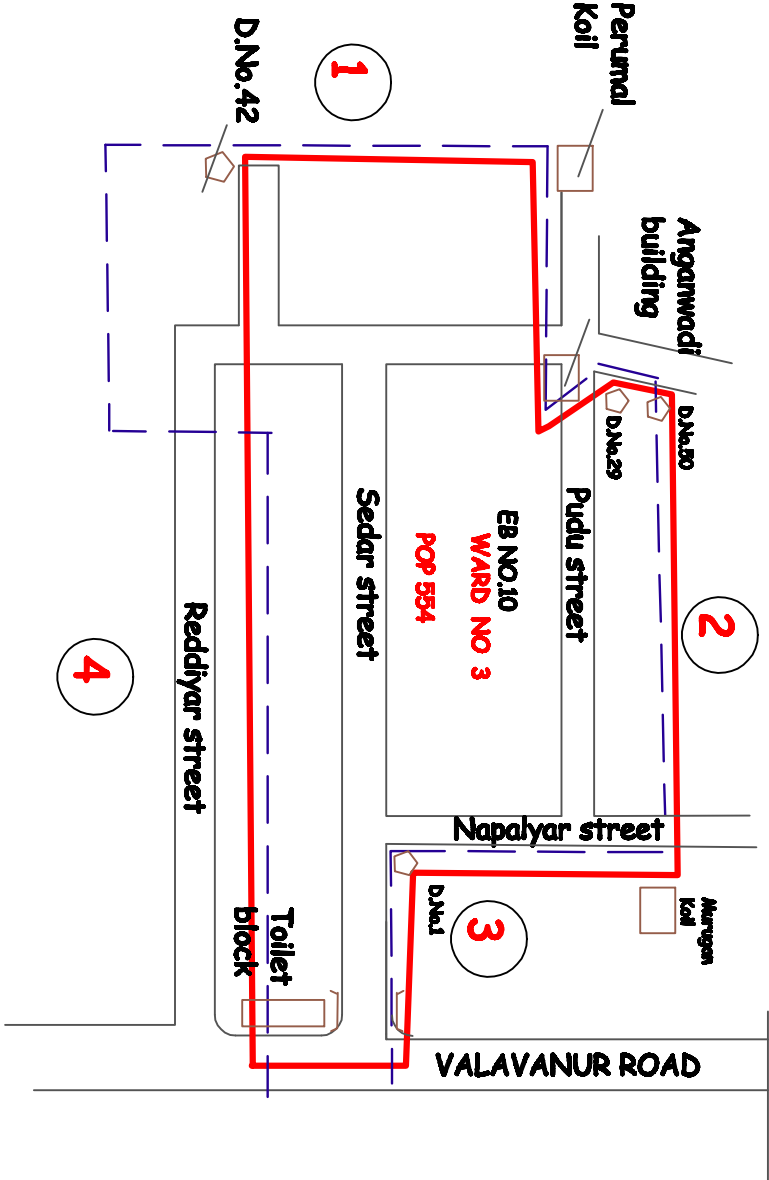 Perumal
Koil
D.No.42
1
Anganwadi
building
D.No.50
D.No.29
EB NO.10
WARD NO 3
POP 554
Pudu street
Sedar street
Reddiyar street
2
4
Napalyar street
Murugan
Koil
D.No.1
3
Toilet
block
VALAVANUR ROAD